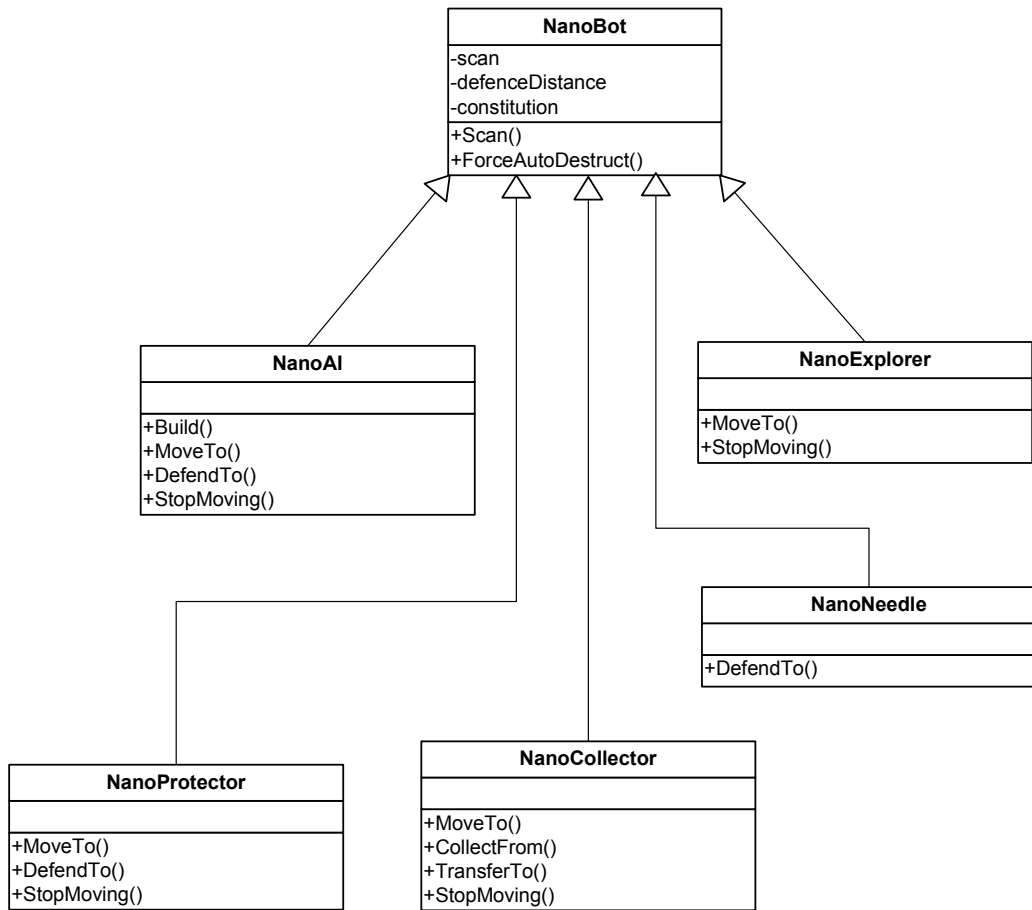 NanoBot
-scan
-defenceDistance
-constitution
+Scan()
+ForceAutoDestruct()
NanoAI
+Build()
+MoveTo()
+DefendTo()
+StopMoving()
NanoExplorer
+MoveTo()
+StopMoving()
NanoNeedle
+DefendTo()
NanoProtector
+MoveTo()
+DefendTo()
+StopMoving()
NanoCollector
+MoveTo()
+CollectFrom()
+TransferTo()
+StopMoving()